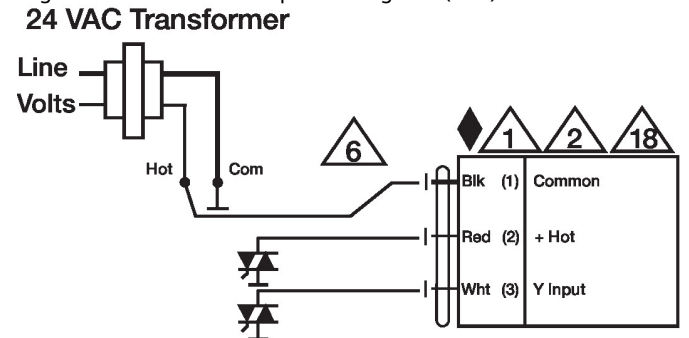 24 VAC Transformer
Line
Volts
Hot
Com
6
1
2
18
Blk (1) Common
Red (2) + Hot
Wht (3) Y Input